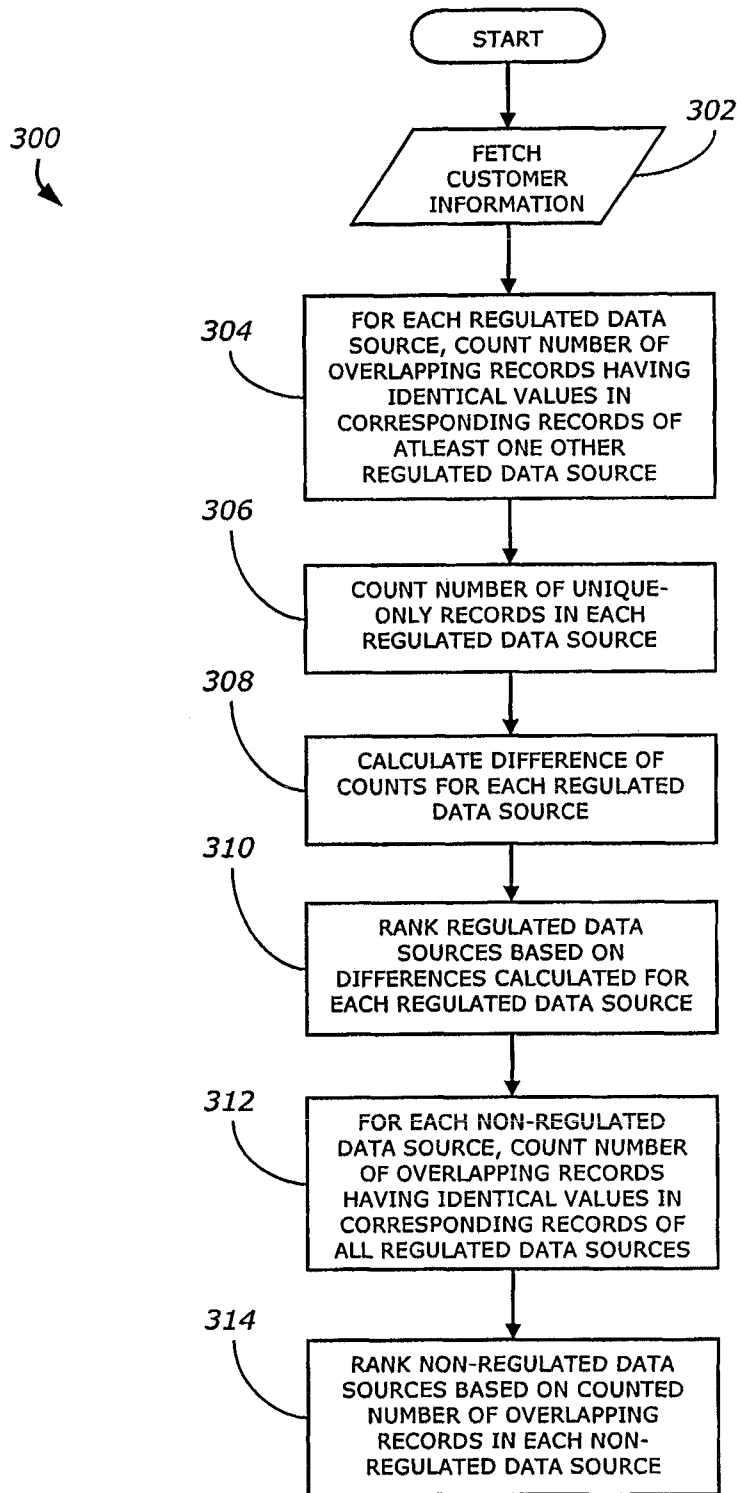 START
300
302
FETCH
CUSTOMER
INFORMATION
304
FOR EACH REGULATED DATA
SOURCE, COUNT NUMBER OF
OVERLAPPING RECORDS HAVING
IDENTICAL VALUES IN
CORRESPONDING RECORDS OF
ATLEAST ONE OTHER
REGULATED DATA SOURCE
306
COUNT NUMBER OF UNIQUE-
ONLY RECORDS IN EACH
REGULATED DATA SOURCE
308
CALCULATE DIFFERENCE OF
COUNTS FOR EACH REGULATED
DATA SOURCE
310
RANK REGULATED DATA
SOURCES BASED ON
DIFFERENCES CALCULATED FOR
EACH REGULATED DATA SOURCE
312
FOR EACH NON-REGULATED
DATA SOURCE, COUNT NUMBER
OF OVERLAPPING RECORDS
HAVING IDENTICAL VALUES IN
CORRESPONDING RECORDS OF
ALL REGULATED DATA SOURCES
314
RANK NON-REGULATED DATA
SOURCES BASED ON COUNTED
NUMBER OF OVERLAPPING
RECORDS IN EACH NON-
REGULATED DATA SOURCE